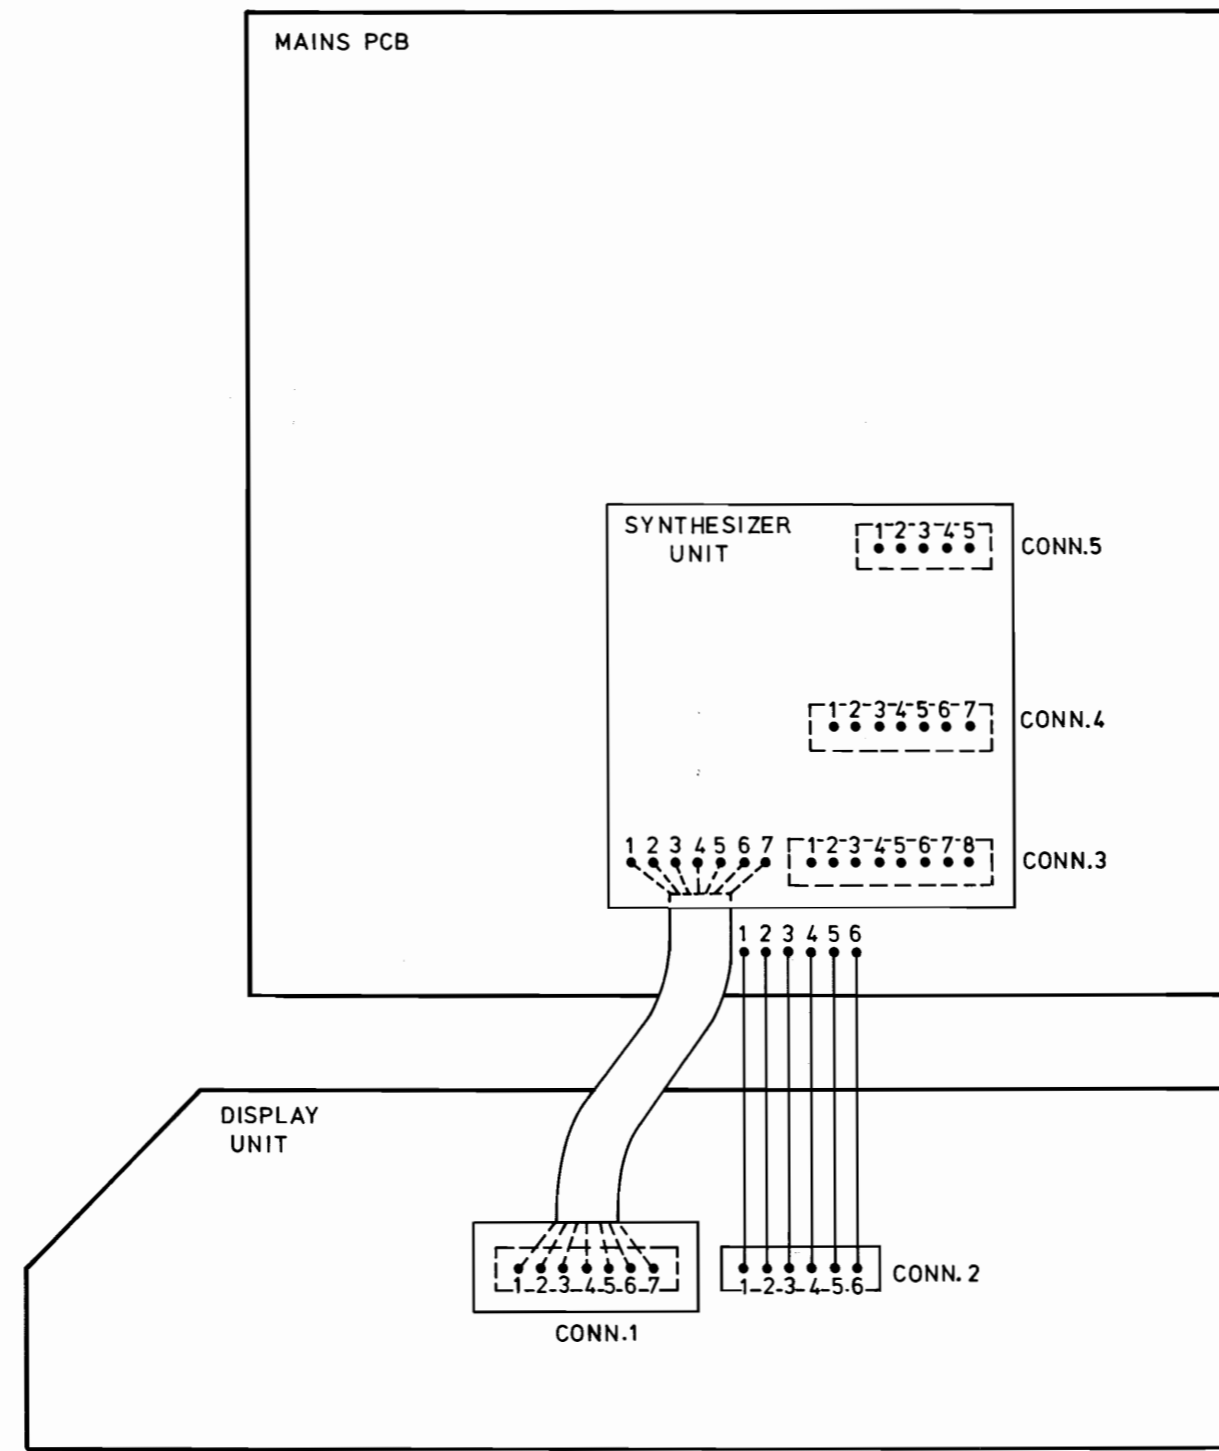 MAINS PCB
SYNTHESIZER
UNIT
1 2 3 4 5
CONN.5
1 2 3 4 5 6 7
CONN.4
1 2 3 4 5 6 7
1 2 3 4 5 6 7 8
CONN.3
1 2 3 4 5 6
DISPLAY
UNIT
1 2 3 4 5 6 7
CONN.1
1 2 3 4 5 6
CONN.2